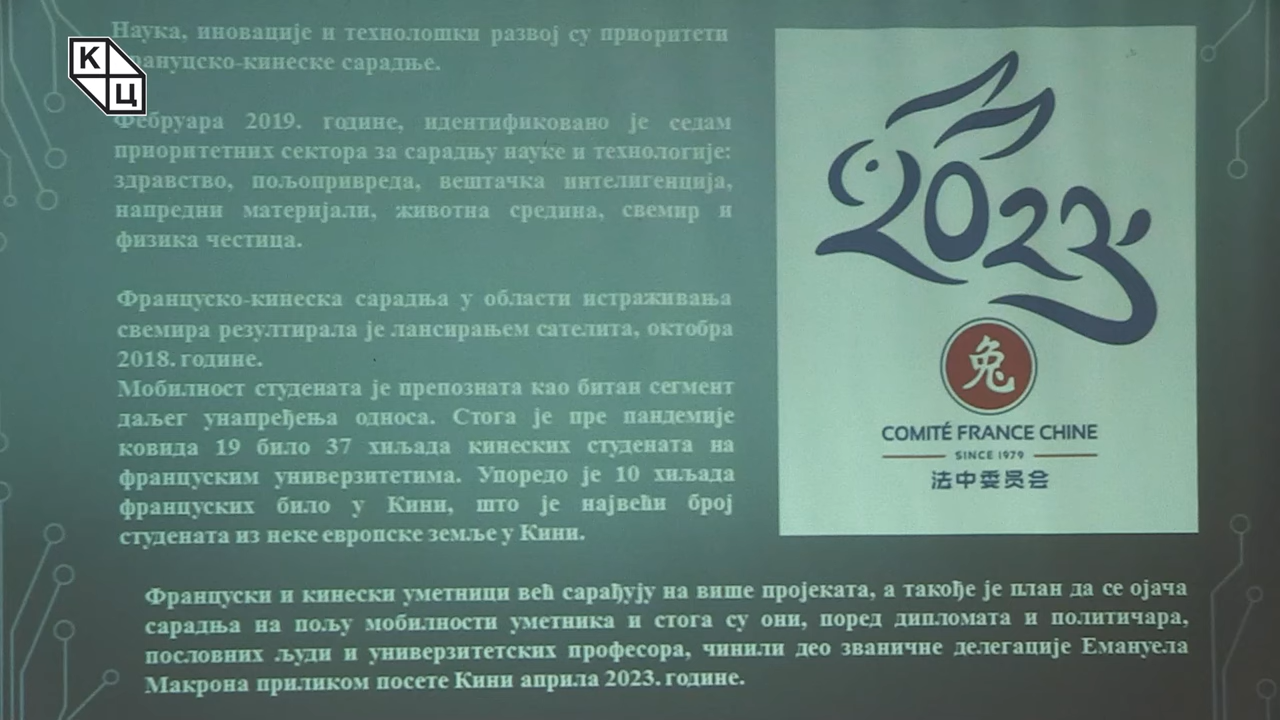 К
Ц
Наука, иновације и технолошки развој су приоритети
француцско-кинеске сарадње.
Фебруара 2019. године, идентификовано је седам
приоритетних сектора за сарадњу науке и технологије:
здравство, пољопривреда, вештачка интелигенција,
напредни материјали, животна средина, свемир и
физика честица.
Француско-кинеска сарадња у области истраживања
свемира резултирала је лансирањем сателита, октобра
2018. године.
Мобилност студената је препозната као битан сегмент
даљег унапређења односа. Стога је пре пандемије
ковида 19 било 37 хиљада кинеских студената на
француским универзитетима. Упоредо је 10 хиљада
француских било у Кини, што је највећи број
студената из неке европске земље у Кини.
Француски и кинески уметници већ сарађују на више пројеката, а такође је план да се ојача
сарадња на пољу мобилности уметника и стога су они, поред дипломата и политичара,
пословних људи и универзитетских професора, чинили део званичне делегације Емануела
Макрона приликом посете Кини априла 2023. године.
2023
兔
COMITÉ FRANCE CHINE
SINCE 1979
法中委员会